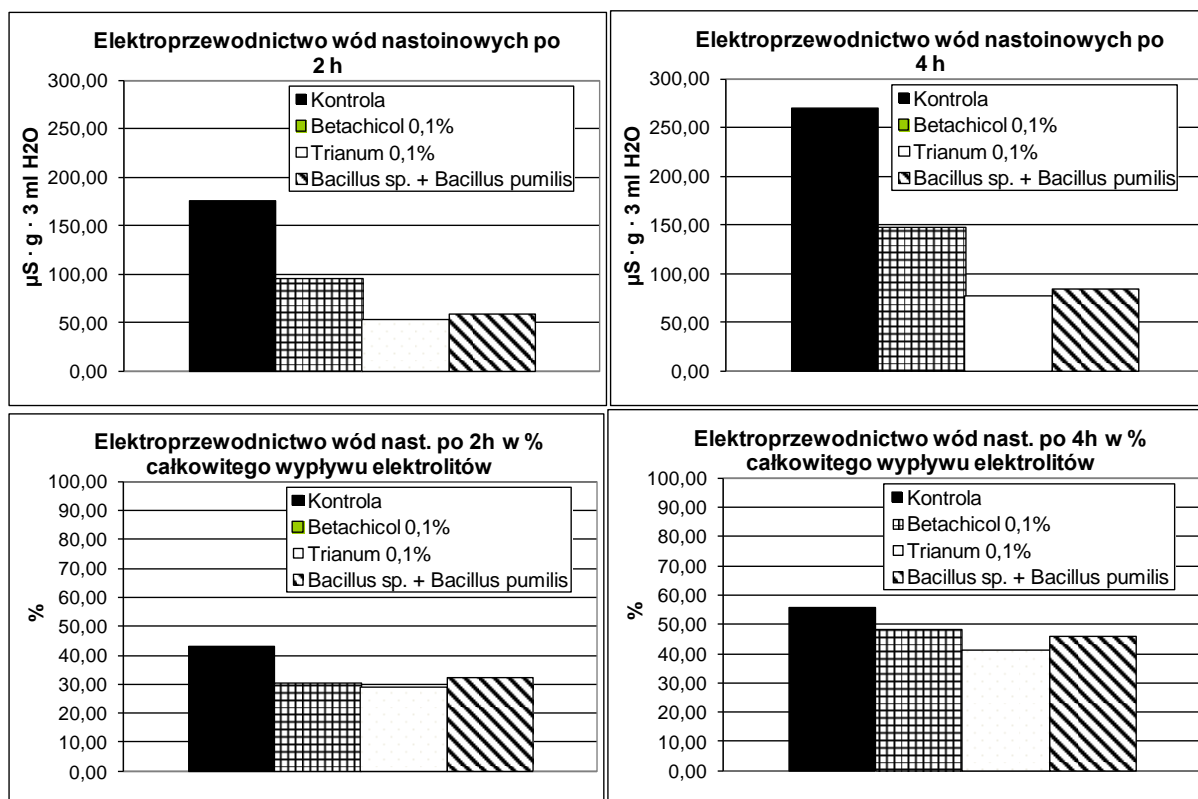 Elektroprzewodnictwo wód nastoinowych po
2 h
300,00
250,00
200,00
150,00
100,00
50,00
0,00
µS · g · 3 ml H2O
Kontrola
Betachicol 0,1%
Trianum 0,1%
Bacillus sp. + Bacillus pumilis
Elektroprzewodnictwo wód nastoinowych po
4 h
300,00
250,00
200,00
150,00
100,00
50,00
0,00
µS · g · 3 ml H2O
Kontrola
Betachicol 0,1%
Trianum 0,1%
Bacillus sp. + Bacillus pumilis
Elektroprzewodnictwo wód nast. po 2h w %
całkowitego wypływu elektrolitów
100,00
90,00
80,00
70,00
60,00
50,00
40,00
30,00
20,00
10,00
0,00
%
Kontrola
Betachicol 0,1%
Trianum 0,1%
Bacillus sp. + Bacillus pumilis
Elektroprzewodnictwo wód nast. po 4h w %
całkowitego wypływu elektrolitów
100,00
90,00
80,00
70,00
60,00
50,00
40,00
30,00
20,00
10,00
0,00
%
Kontrola
Betachicol 0,1%
Trianum 0,1%
Bacillus sp. + Bacillus pumilis